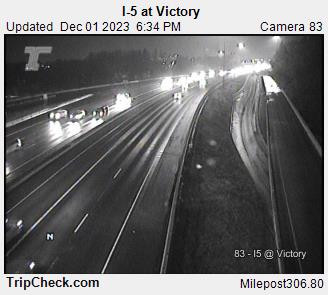 I-5 at Victory
Updated Dec 01 2023 6:34 PM Camera 83
T
N
83 - I5 @ Victory
TripCheck.com Milepost306.80